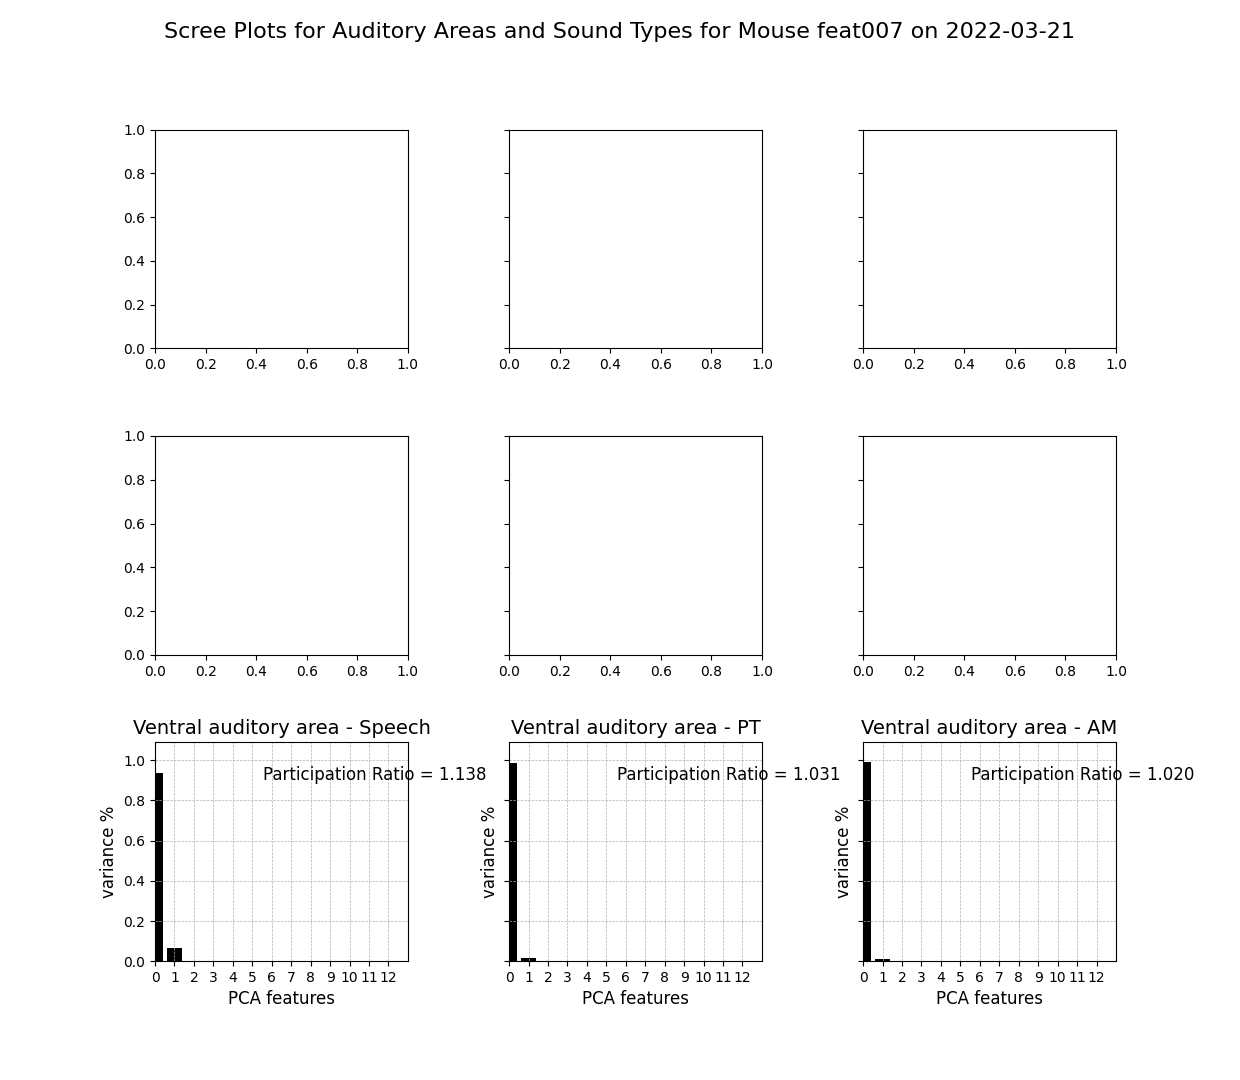 Scree Plots for Auditory Areas and Sound Types for Mouse feat007 on 2022-03-21
1.0
0.8
0.6
0.4
0.2
0.0
0.0 0.2 0.4 0.6 0.8 1.0
0.0 0.2 0.4 0.6 0.8 1.0
0.0 0.2 0.4 0.6 0.8 1.0
1.0
0.8
0.6
0.4
0.2
0.0
0.0 0.2 0.4 0.6 0.8 1.0
0.0 0.2 0.4 0.6 0.8 1.0
0.0 0.2 0.4 0.6 0.8 1.0
Ventral auditory area - Speech
Participation Ratio = 1.138
variance %
1.0
0.8
0.6
0.4
0.2
0.0
0 1 2 3 4 5 6 7 8 9 10 11 12
PCA features
Ventral auditory area - PT
Participation Ratio = 1.031
variance %
0 1 2 3 4 5 6 7 8 9 10 11 12
PCA features
Ventral auditory area - AM
Participation Ratio = 1.020
variance %
0 1 2 3 4 5 6 7 8 9 10 11 12
PCA features